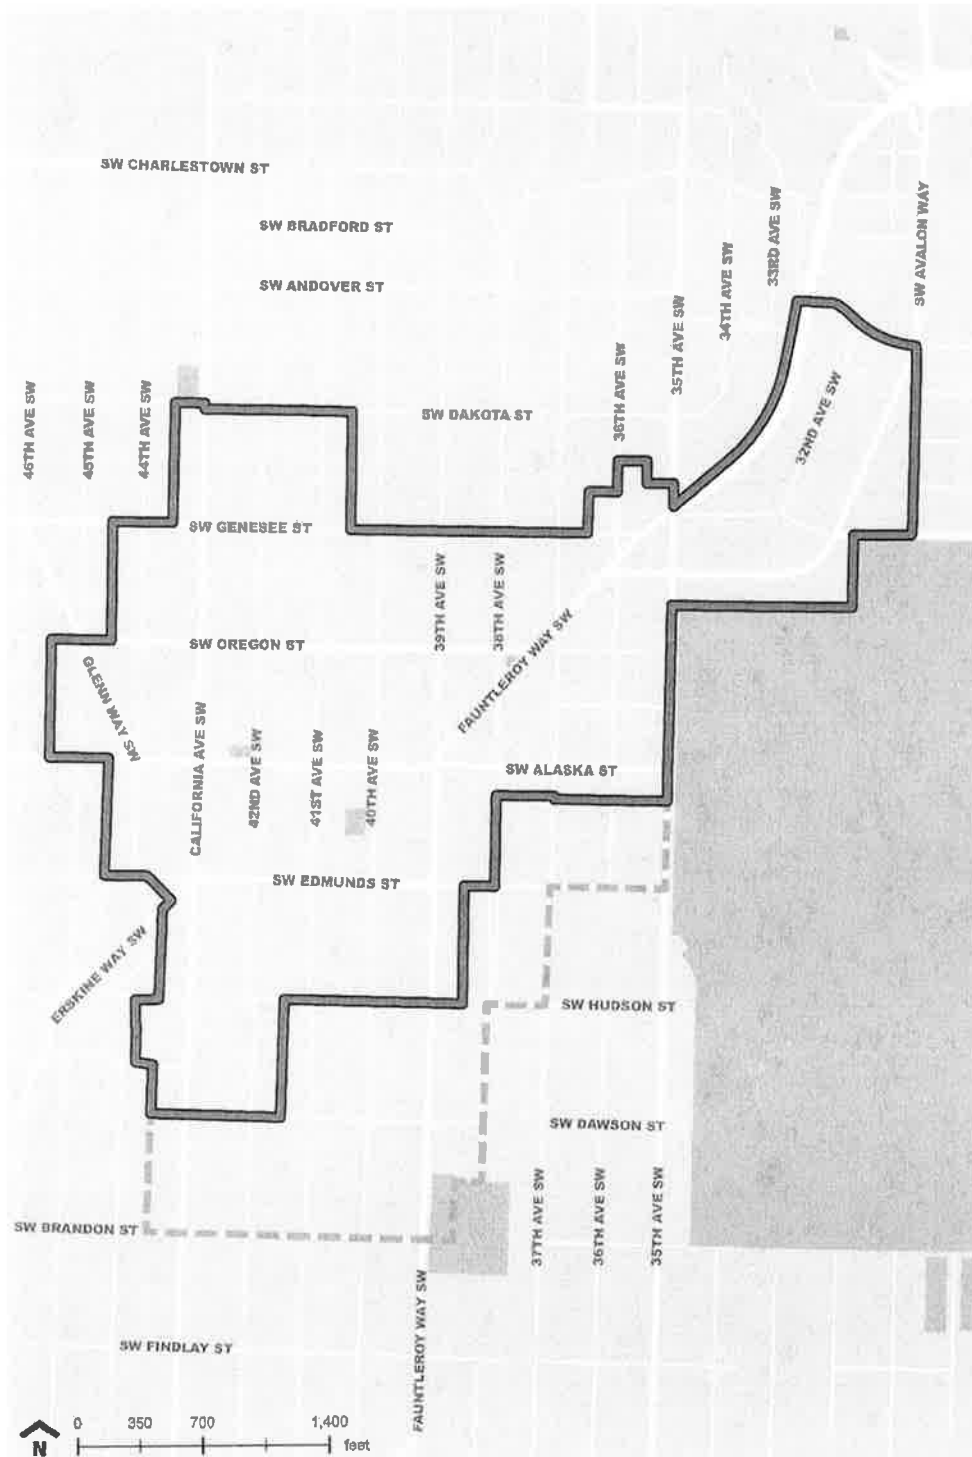 SW CHARLESTOWN ST
SW BRADFORD ST
SW ANDOVER ST
SW AVALON WAY
33RD AVE SW
34TH AVE SW
35TH AVE SW
36TH AVE SW
32ND AVE SW
46TH AVE SW
45TH AVE SW
44TH AVE SW
SW DAKOTA ST
SW GENESEE ST
39TH AVE SW
38TH AVE SW
SW OREGON ST
FAUNTLEROY WAY SW
GLENN WAY SW
CALIFORNIA AVE SW
42ND AVE SW
41ST AVE SW
40TH AVE SW
SW ALASKA ST
SW EDMUNDS ST
ERSKINE WAY SW
SW HUDSON ST
SW DAWSON ST
37TH AVE SW
36TH AVE SW
35TH AVE SW
SW BRANDON ST
FAUNTLEROY WAY SW
SW FINDLAY ST
N
0 350 700 1,400
feet